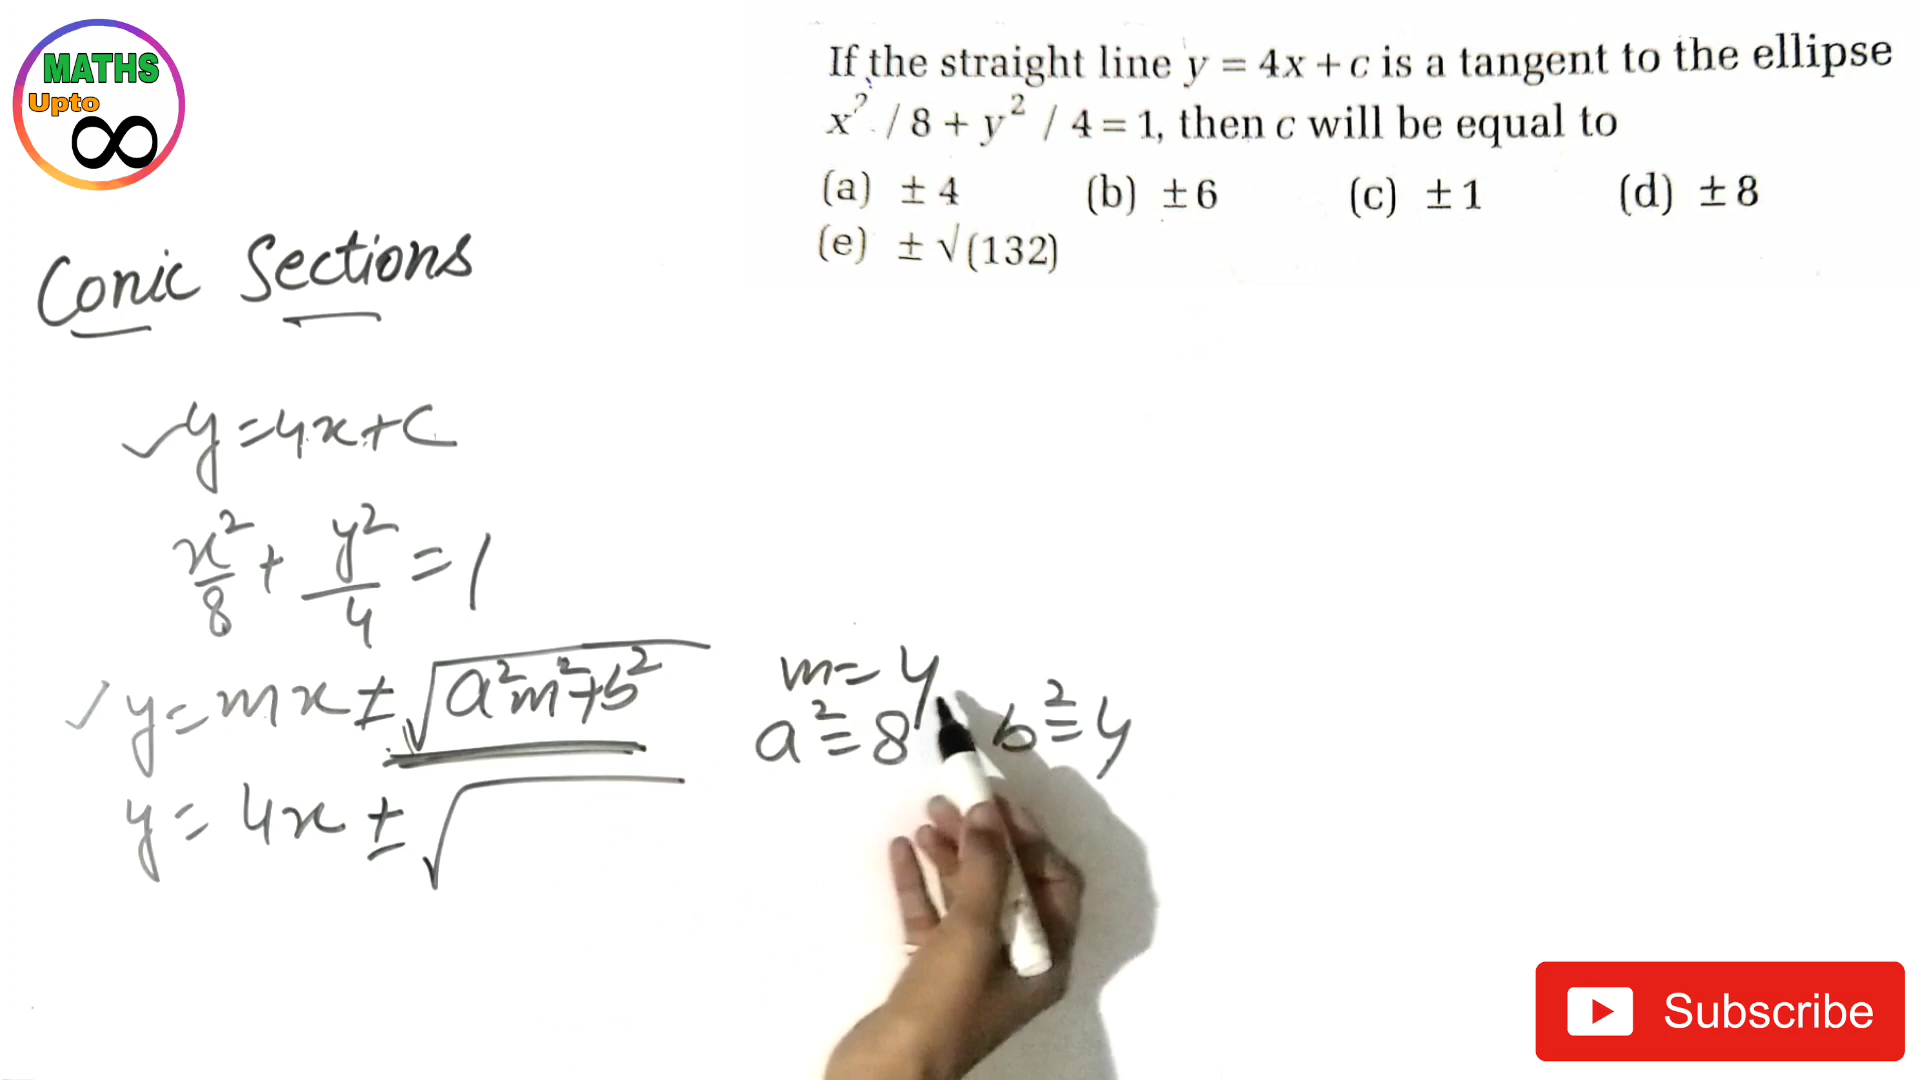 MATHS
Upto
∞
If the straight line y = 4x + c is a tangent to the ellipse
x² / 8 + y² / 4 = 1, then c will be equal to
(a) ± 4 (b) ± 6 (c) ± 1 (d) ± 8
(e) ± √(132)
Conic Sections
✓ y = 4x + c
x²/8 + y²/4 = 1
✓ y = mx ± √(a²m² + b²)
m = 4
a² = 8, b² = 4
y = 4x ± √
Subscribe